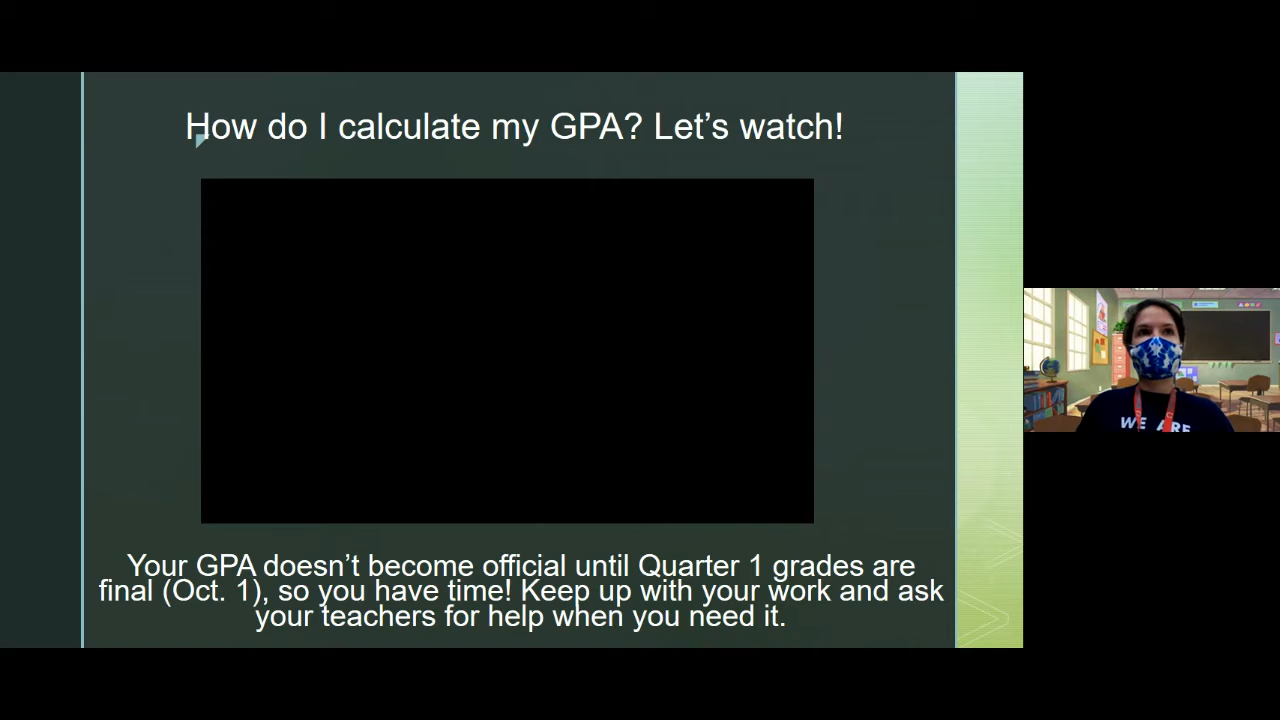 How do I calculate my GPA? Let’s watch!
Your GPA doesn’t become official until Quarter 1 grades are
final (Oct. 1), so you have time! Keep up with your work and ask
your teachers for help when you need it.
WE ARE